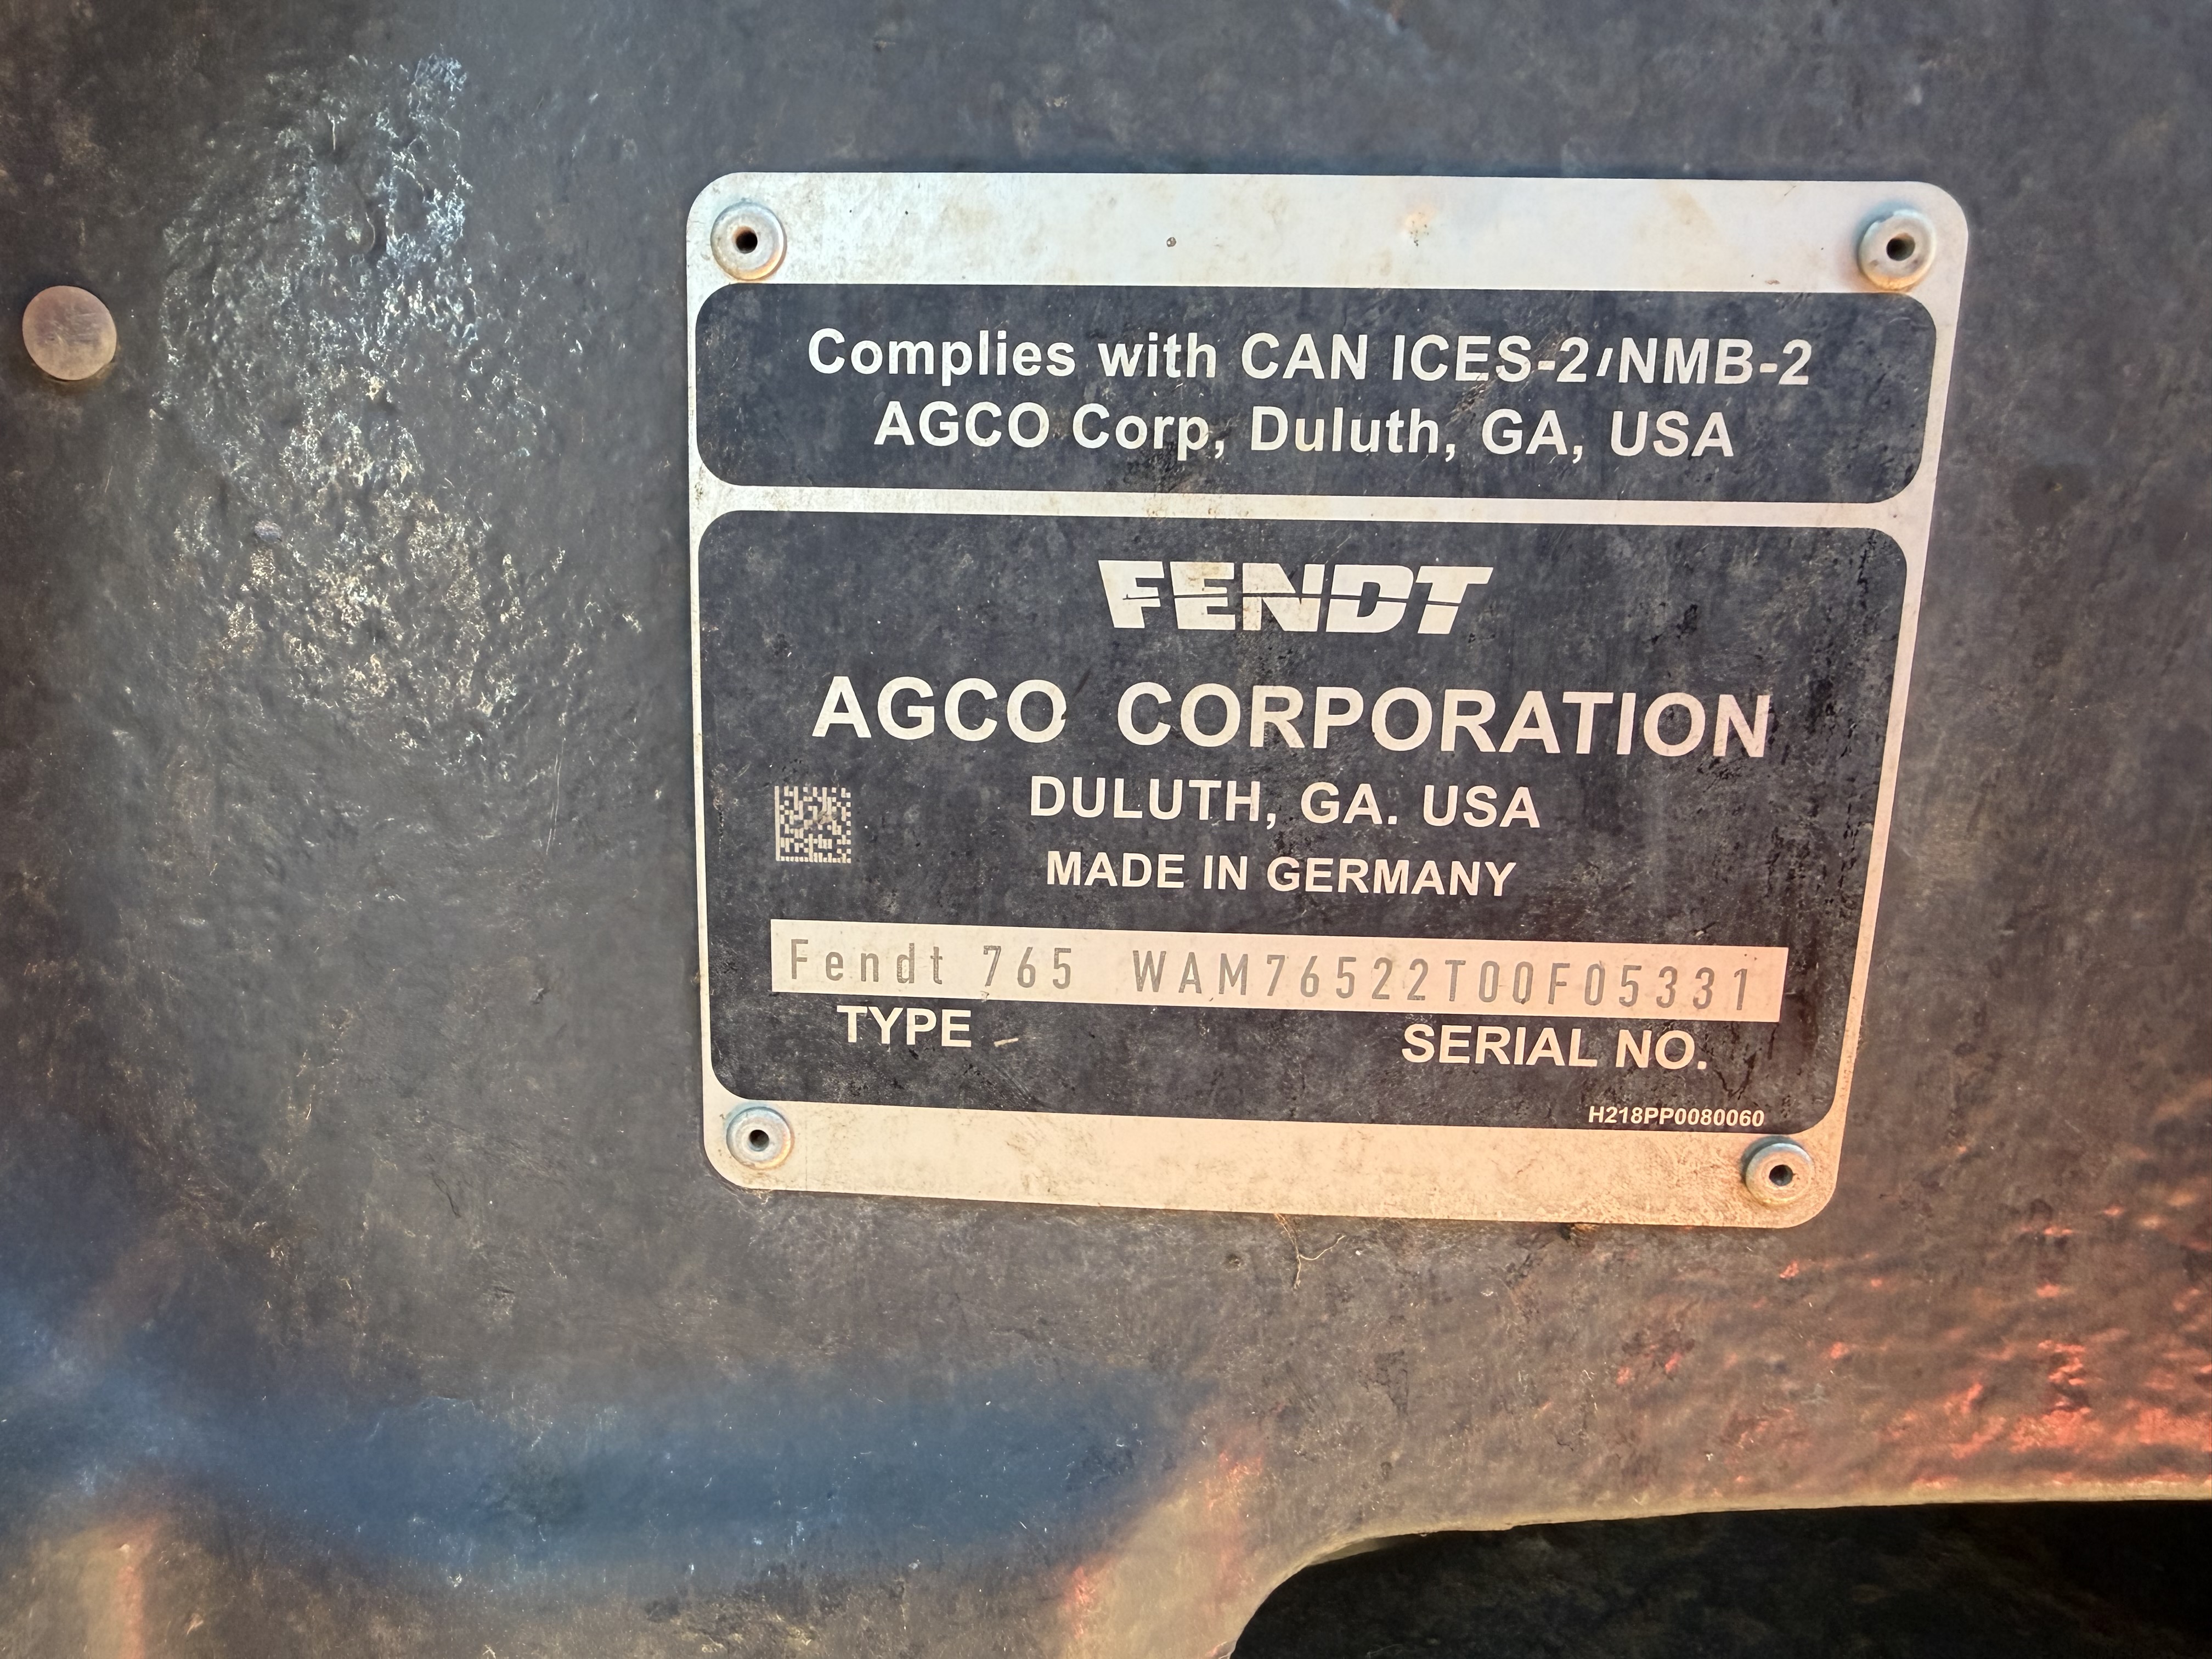 Complies with CAN ICES-2/NMB-2
AGCO Corp, Duluth, GA, USA
FENDT
AGCO CORPORATION
DULUTH, GA. USA
MADE IN GERMANY
Fendt 765 WAM76522T00F05331
TYPE SERIAL NO.
H218PP0080060